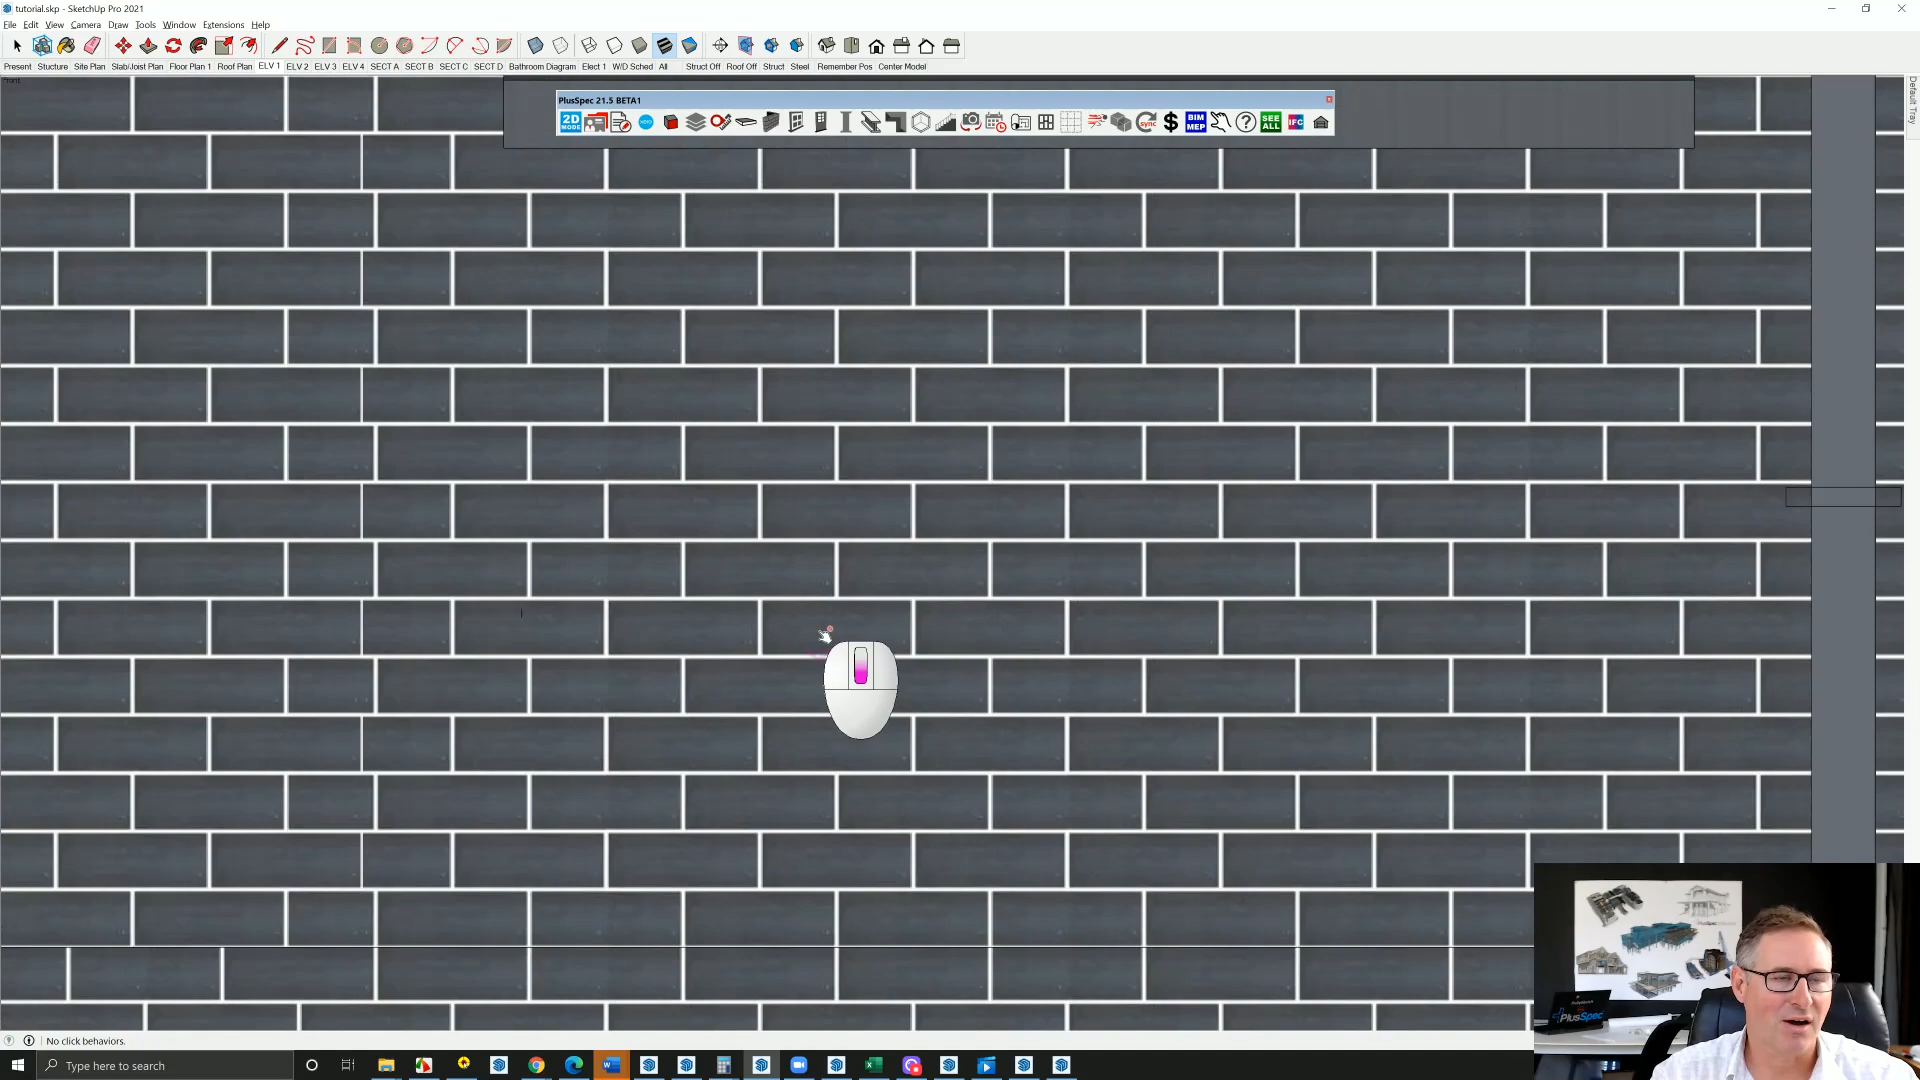 tutorial.skp - SketchUp Pro 2021
File Edit View Camera Draw Tools Window Extensions Help
Present Stucture Site Plan Slab/Joist Plan Floor Plan 1 Roof Plan ELV 1 ELV 2 ELV 3 ELV 4 SECT A SECT B SECT C SECT D Bathroom Diagram Elect 1 W/D Sched All Struct Off Roof Off Struct Steel Remember Pos Center Model
Front
Default Tray
PlusSpec 21.5 BETA1
2D MODE
sync
$
BIM MEP
?
SEE ALL
IFC
PlusSpec
No click behaviors.
Type here to search